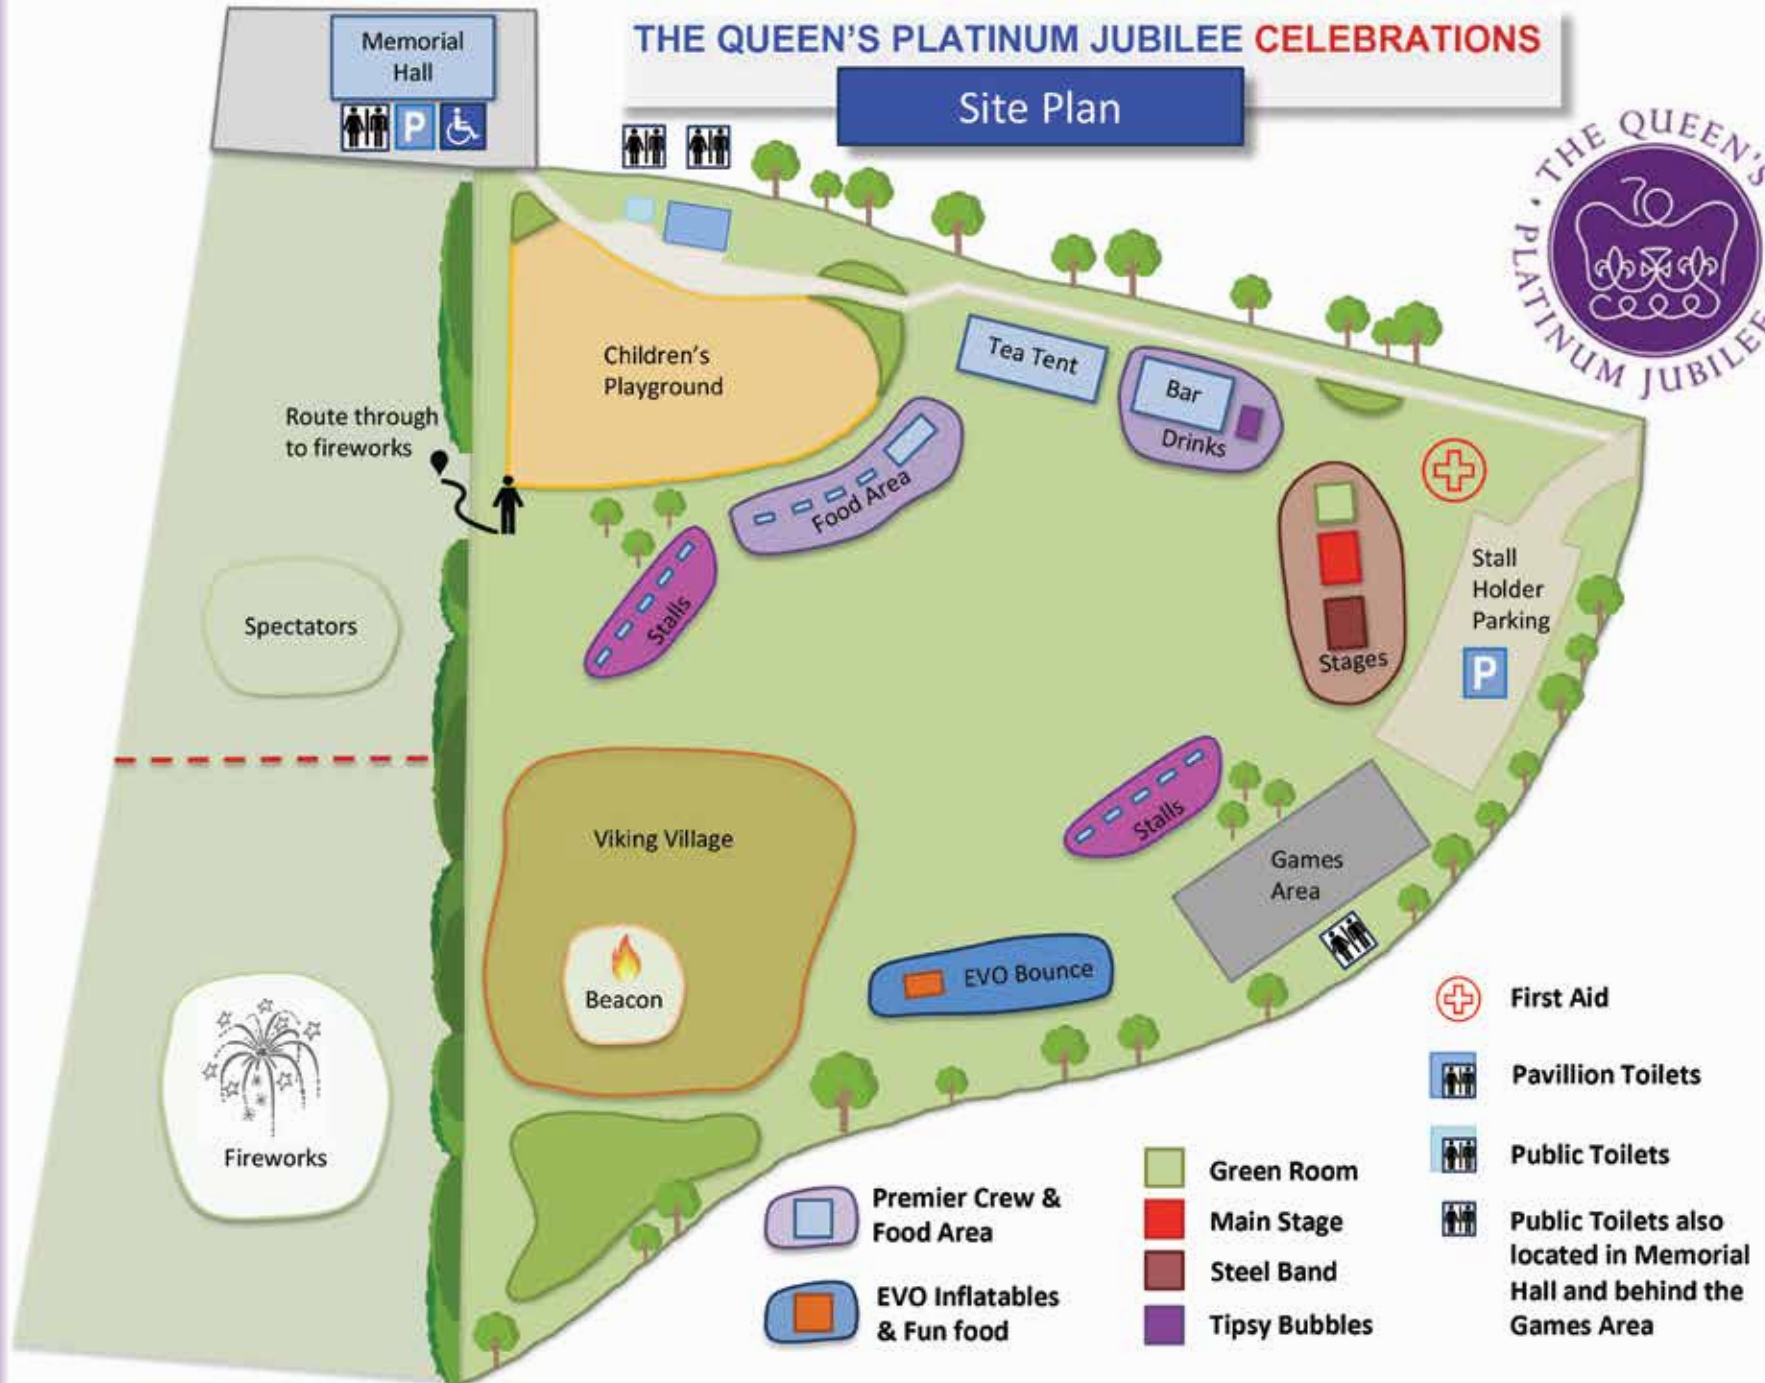 THE QUEEN'S PLATINUM JUBILEE CELEBRATIONS
Site Plan
· THE QUEEN'S
PLATINUM JUBILEE
70
Memorial
Hall
P
Children's
Playground
Tea Tent
Bar
Drinks
Route through
to fireworks
Food Area
Stalls
Stages
Stall
Holder
Parking
P
Spectators
Viking Village
Stalls
Games
Area
Beacon
EVO Bounce
Fireworks
First Aid
Pavillion Toilets
Public Toilets
Public Toilets also
located in Memorial
Hall and behind the
Games Area
Green Room
Main Stage
Steel Band
Tipsy Bubbles
Premier Crew &
Food Area
EVO Inflatables
& Fun food